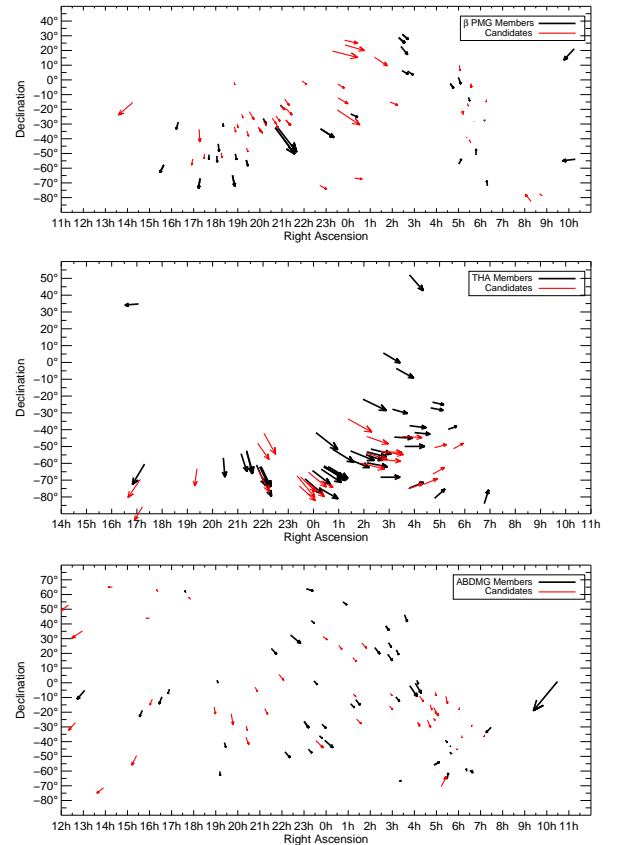 β PMG Members
Candidates
Declination
40°
30°
20°
10°
0°
−10°
−20°
−30°
−40°
−50°
−60°
−70°
−80°
11h 12h 13h 14h 15h 16h 17h 18h 19h 20h 21h 22h 23h 0h 1h 2h 3h 4h 5h 6h 7h 8h 9h 10h
Right Ascension
THA Members
Candidates
Declination
50°
40°
30°
20°
10°
0°
−10°
−20°
−30°
−40°
−50°
−60°
−70°
−80°
14h 15h 16h 17h 18h 19h 20h 21h 22h 23h 0h 1h 2h 3h 4h 5h 6h 7h 8h 9h 10h 11h
Right Ascension
ABDMG Members
Candidates
Declination
70°
60°
50°
40°
30°
20°
10°
0°
−10°
−20°
−30°
−40°
−50°
−60°
−70°
−80°
12h 13h 14h 15h 16h 17h 18h 19h 20h 21h 22h 23h 0h 1h 2h 3h 4h 5h 6h 7h 8h 9h 10h 11h
Right Ascension